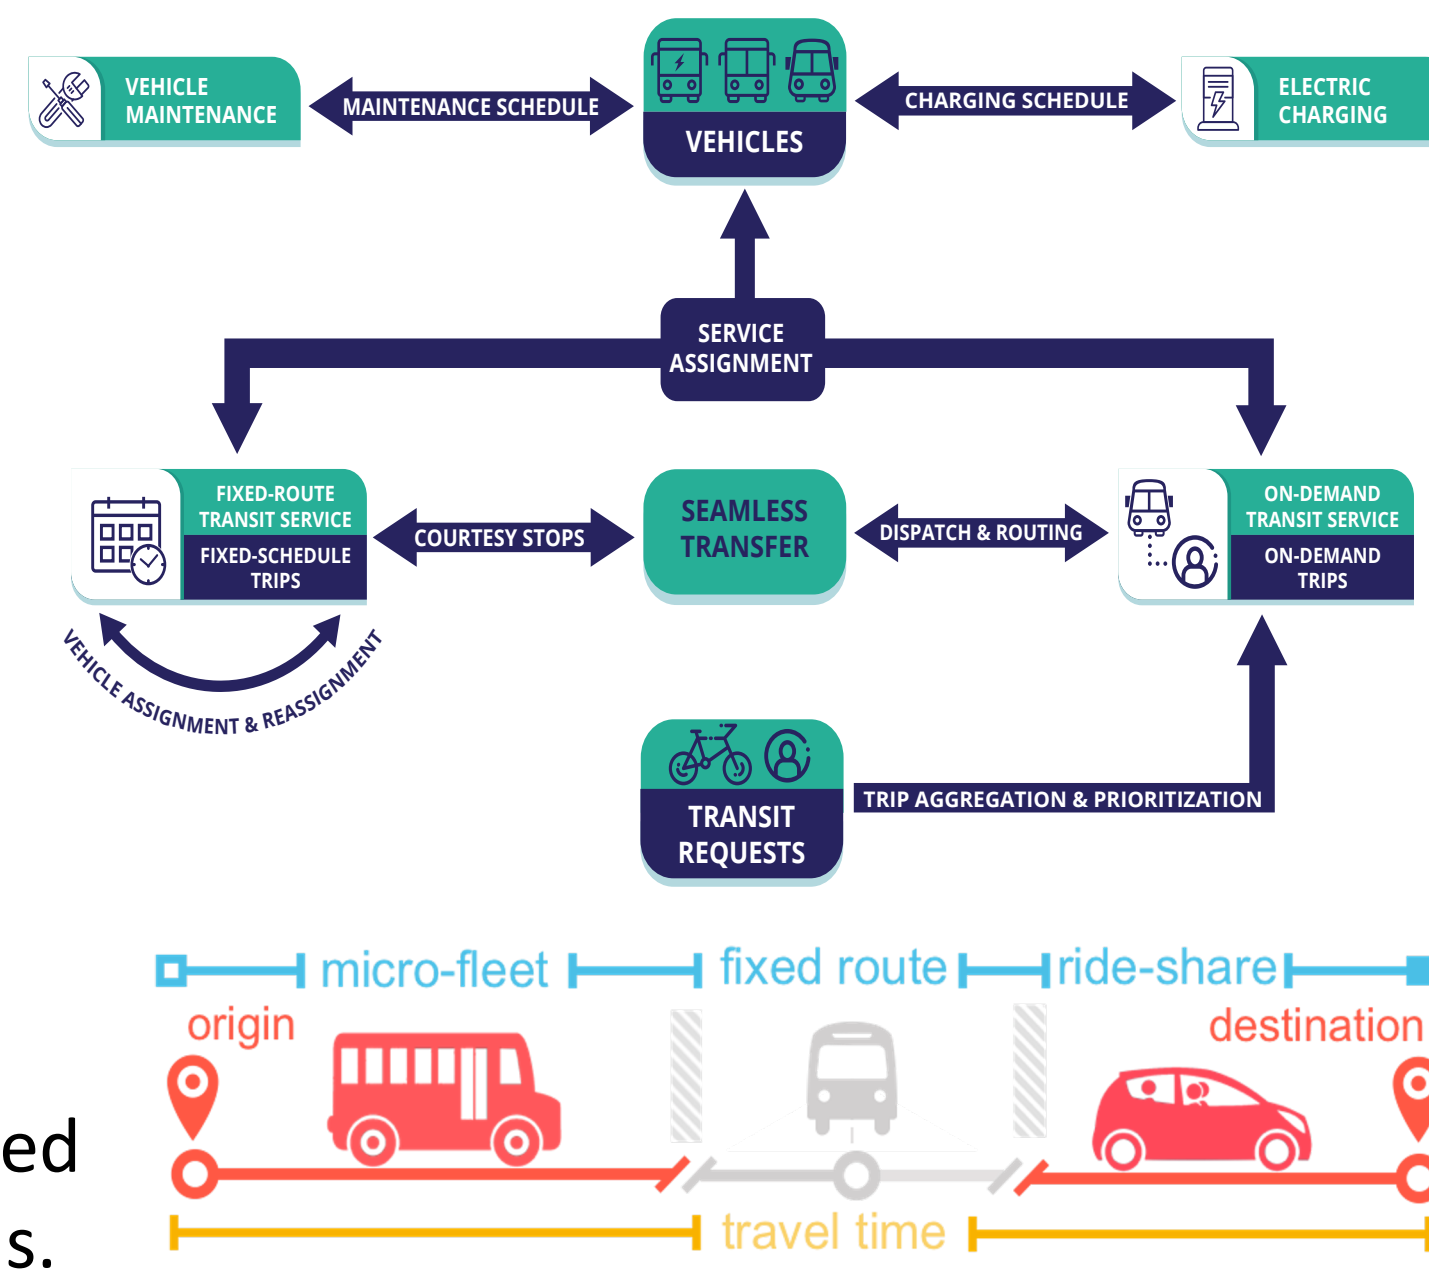 VEHICLE
MAINTENANCE
MAINTENANCE SCHEDULE
VEHICLES
CHARGING SCHEDULE
ELECTRIC
CHARGING
SERVICE
ASSIGNMENT
FIXED-ROUTE
TRANSIT SERVICE
FIXED-SCHEDULE
TRIPS
COURTESY STOPS
SEAMLESS
TRANSFER
DISPATCH & ROUTING
ON-DEMAND
TRANSIT SERVICE
ON-DEMAND
TRIPS
VEHICLE ASSIGNMENT & REASSIGNMENT
TRANSIT
REQUESTS
TRIP AGGREGATION & PRIORITIZATION
micro-fleet
fixed route
ride-share
origin
destination
ed
travel time
s.